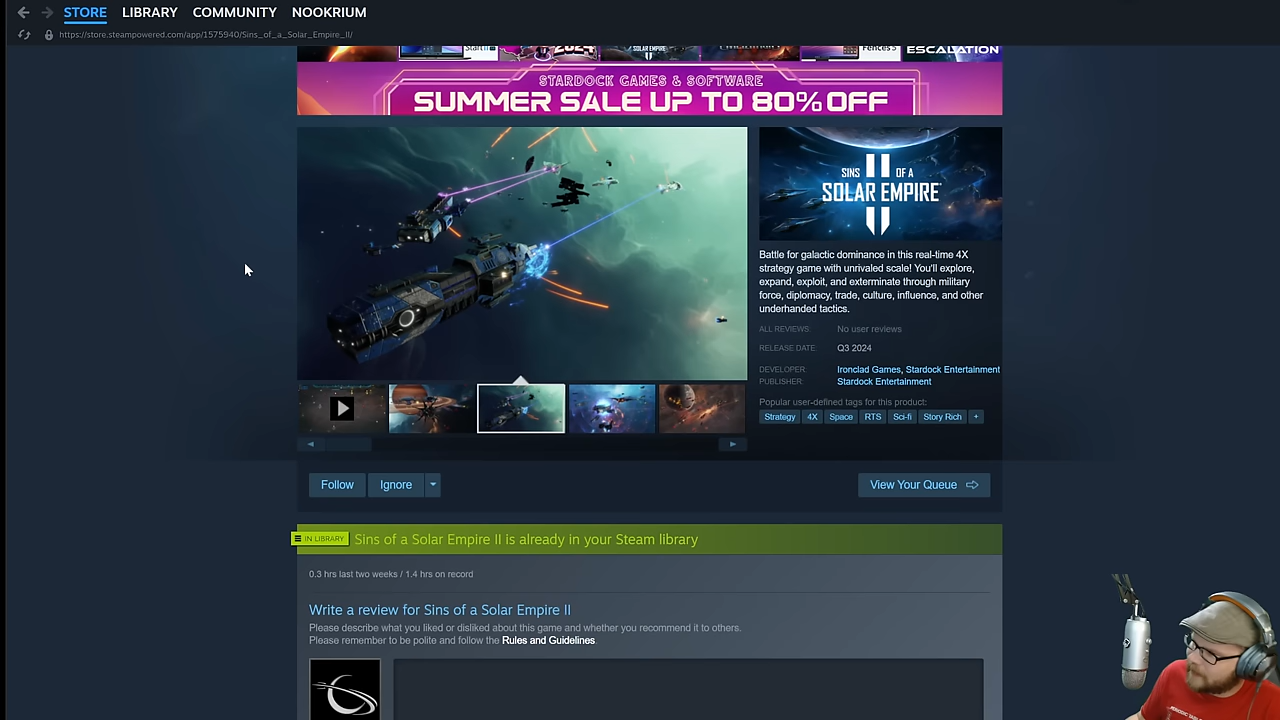 STORE LIBRARY COMMUNITY NOOKRIUM
https://store.steampowered.com/app/1575940/Sins_of_a_Solar_Empire_II/
ESCALATION
STARDOCK GAMES & SOFTWARE
SUMMER SALE UP TO 80% OFF
SINS II OF A
SOLAR EMPIRE
Battle for galactic dominance in this real-time 4X
strategy game with unrivaled scale! You'll explore,
expand, exploit, and exterminate through military
force, diplomacy, trade, culture, influence, and other
underhanded tactics.
ALL REVIEWS: No user reviews
RELEASE DATE: Q3 2024
DEVELOPER: Ironclad Games, Stardock Entertainment
PUBLISHER: Stardock Entertainment
Popular user-defined tags for this product:
Strategy 4X Space RTS Sci-fi Story Rich +
Follow Ignore View Your Queue
IN LIBRARY Sins of a Solar Empire II is already in your Steam library
0.3 hrs last two weeks / 1.4 hrs on record
Write a review for Sins of a Solar Empire II
Please describe what you liked or disliked about this game and whether you recommend it to others.
Please remember to be polite and follow the Rules and Guidelines.